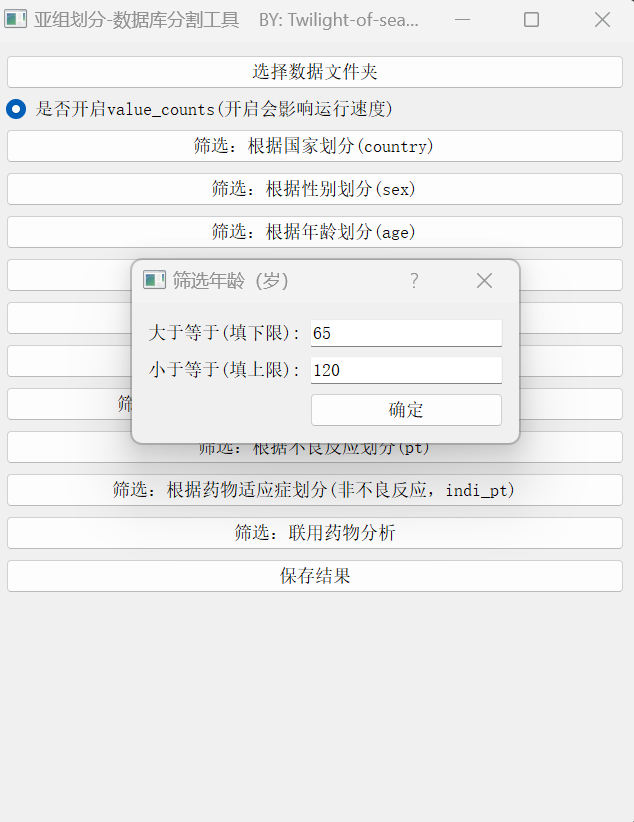 亚组划分-数据库分割工具 BY: Twilight-of-sea...
选择数据文件夹
是否开启value_counts(开启会影响运行速度)
筛选：根据国家划分(country)
筛选：根据性别划分(sex)
筛选：根据年龄划分(age)
筛选年龄（岁） ?
大于等于(填下限): 65
小于等于(填上限): 120
确定
筛选：根据不良反应划分(pt)
筛选：根据药物适应症划分(非不良反应，indi_pt)
筛选：联用药物分析
保存结果